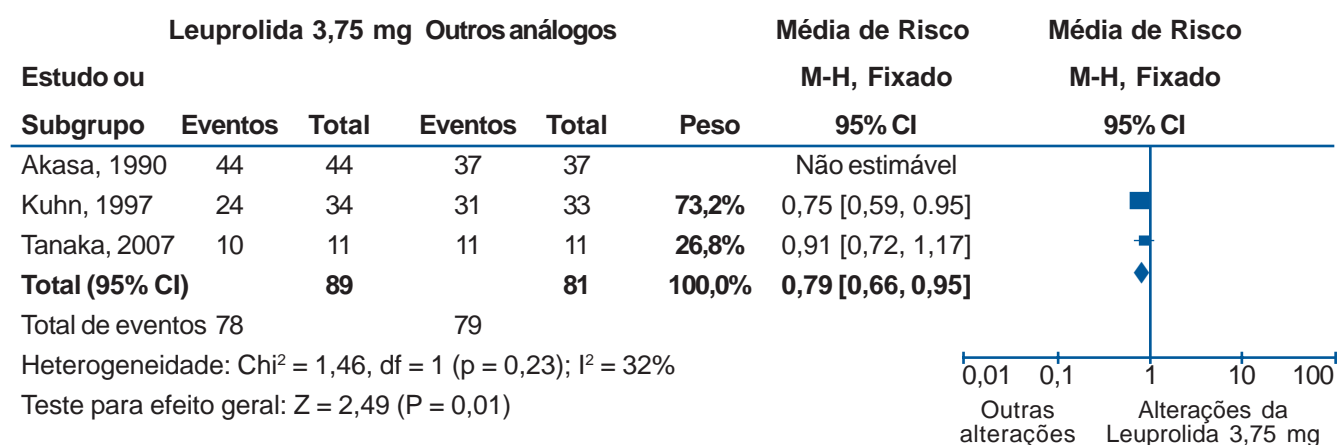 Leuprolida 3,75 mg Outros análogos Média de Risco Média de Risco
Estudo ou M-H, Fixado M-H, Fixado
Subgrupo Eventos Total Eventos Total Peso 95% CI 95% CI
Akasa, 1990 44 44 37 37 Não estimável
Kuhn, 1997 24 34 31 33 73,2% 0,75 [0,59, 0.95]
Tanaka, 2007 10 11 11 11 26,8% 0,91 [0,72, 1,17]
Total (95% CI) 89 81 100,0% 0,79 [0,66, 0,95]
Total de eventos 78 79
Heterogeneidade: Chi² = 1,46, df = 1 (p = 0,23); I² = 32%
0,01 0,1 1 10 100
Teste para efeito geral: Z = 2,49 (P = 0,01)
Outras Alterações da
alterações Leuprolida 3,75 mg